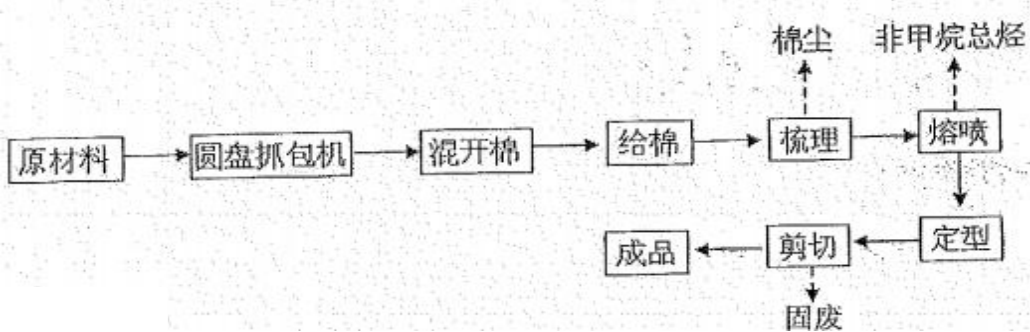 棉尘 非甲烷总烃
原材料 圆盘抓包机 混开棉 给棉 梳理 熔喷
成品 剪切 定型
固废